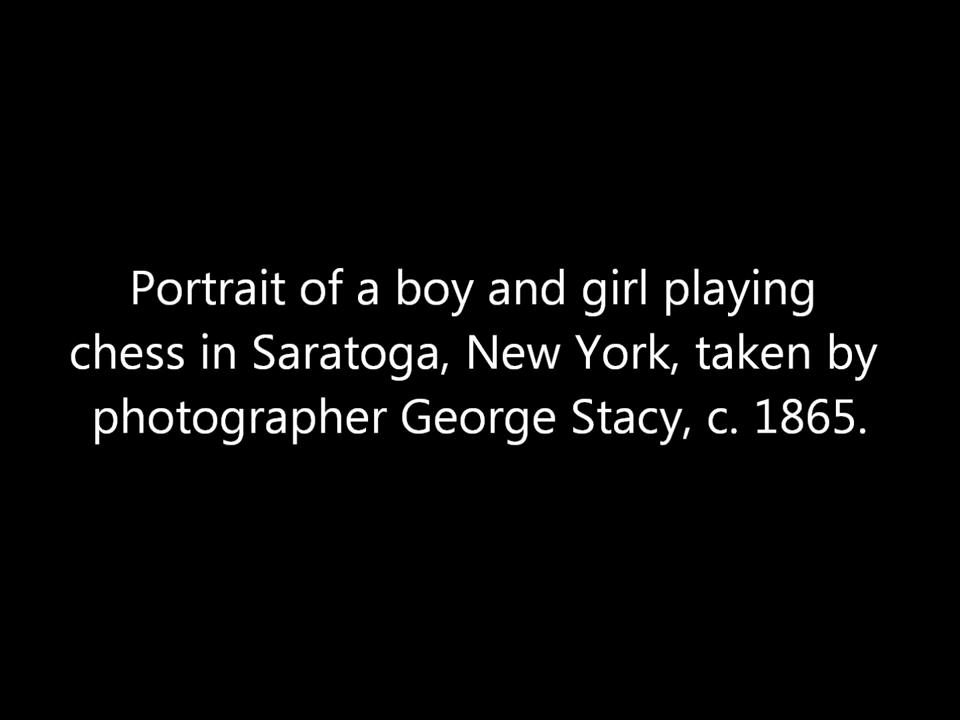 Portrait of a boy and girl playing
chess in Saratoga, New York, taken by
photographer George Stacy, c. 1865.